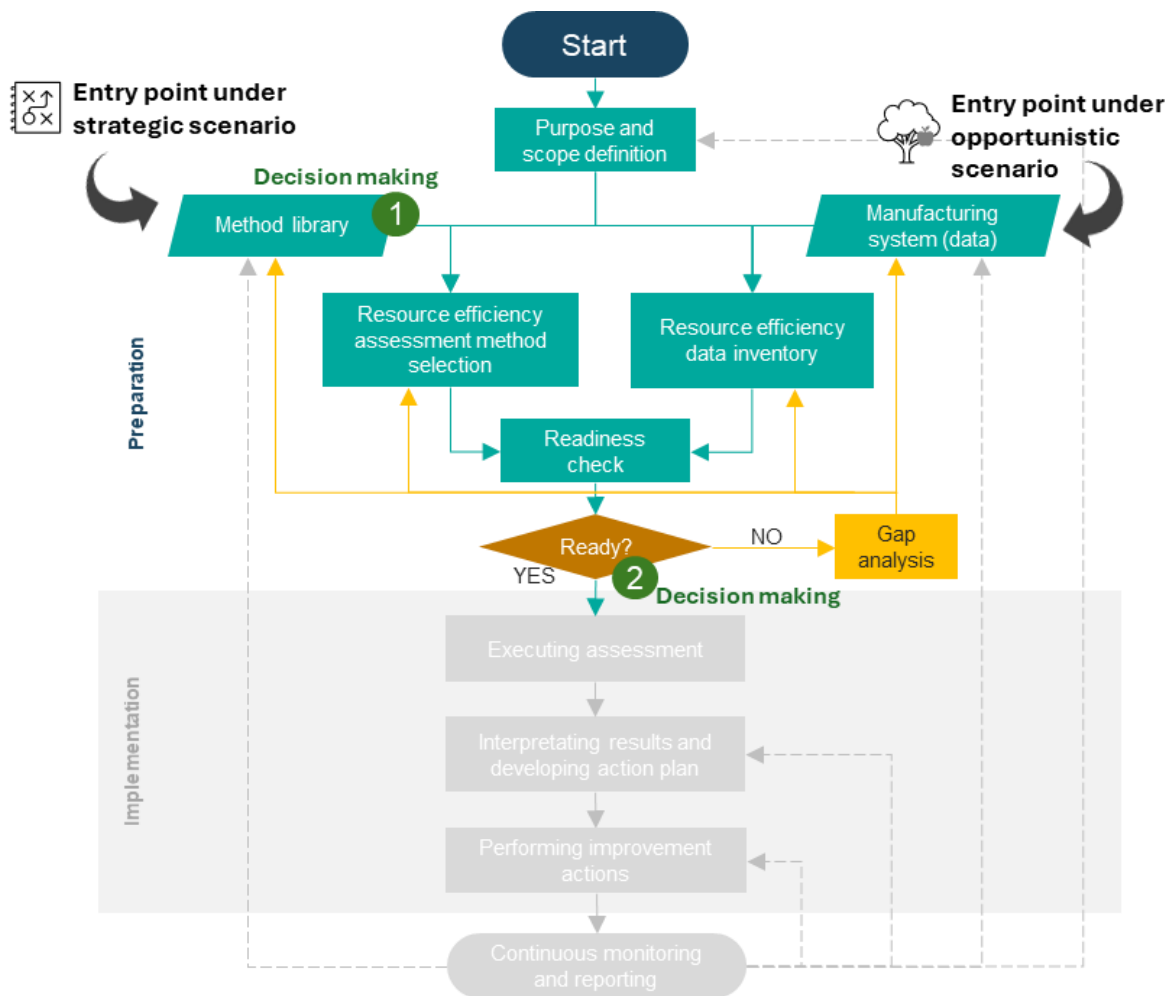 Start
Entry point under
strategic scenario
Entry point under
opportunistic
scenario
Purpose and
scope definition
Decision making
Method library
1
Manufacturing
system (data)
Resource efficiency
assessment method
selection
Resource efficiency
data inventory
Preparation
Readiness
check
Ready?
NO
Gap
analysis
YES
2
Decision making
Implementation
Executing assessment
Interpretating results and
developing action plan
Performing improvement
actions
Continuous monitoring
and reporting